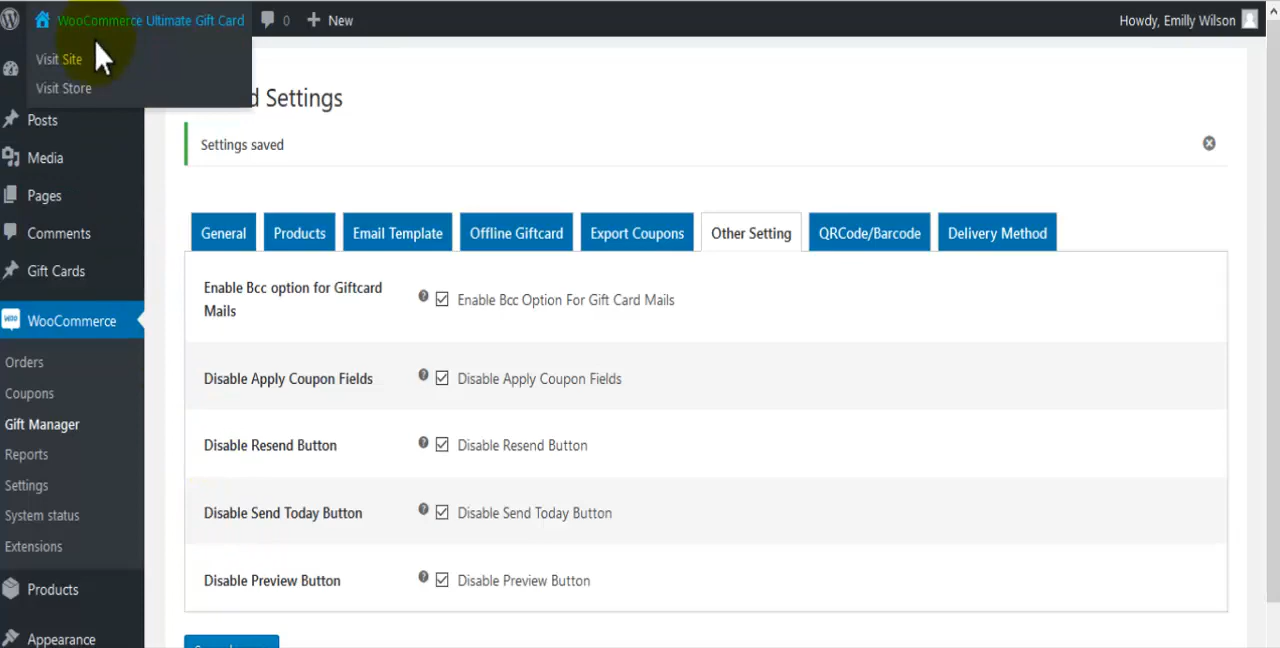 WooCommerce Ultimate Gift Card 0 New Howdy, Emilly Wilson
Visit Site
Visit Store
Settings
Posts
Settings saved
Media
Pages
General Products Email Template Offline Giftcard Export Coupons Other Setting QRCode/Barcode Delivery Method
Comments
Gift Cards
Enable Bcc option for Giftcard
Mails
Enable Bcc Option For Gift Card Mails
WooCommerce
Orders
Disable Apply Coupon Fields Disable Apply Coupon Fields
Coupons
Gift Manager
Disable Resend Button Disable Resend Button
Reports
Settings
Disable Send Today Button Disable Send Today Button
System status
Extensions
Disable Preview Button Disable Preview Button
Products
Appearance